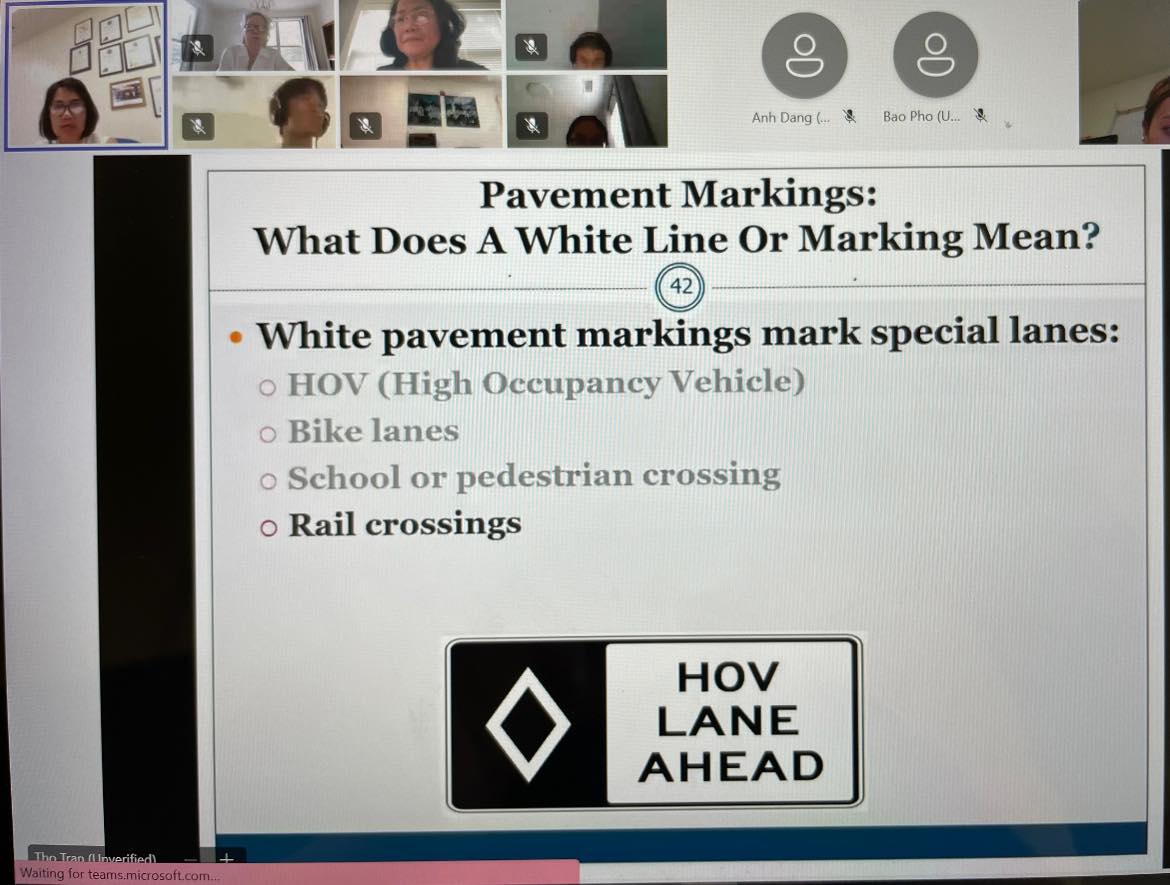 Anh Dang (...
Bao Pho (U...
Pavement Markings:
What Does A White Line Or Marking Mean?
42
White pavement markings mark special lanes:
HOV (High Occupancy Vehicle)
Bike lanes
School or pedestrian crossing
Rail crossings
HOV
LANE
AHEAD
Tho Tran (Unverified)
Waiting for teams.microsoft.com...